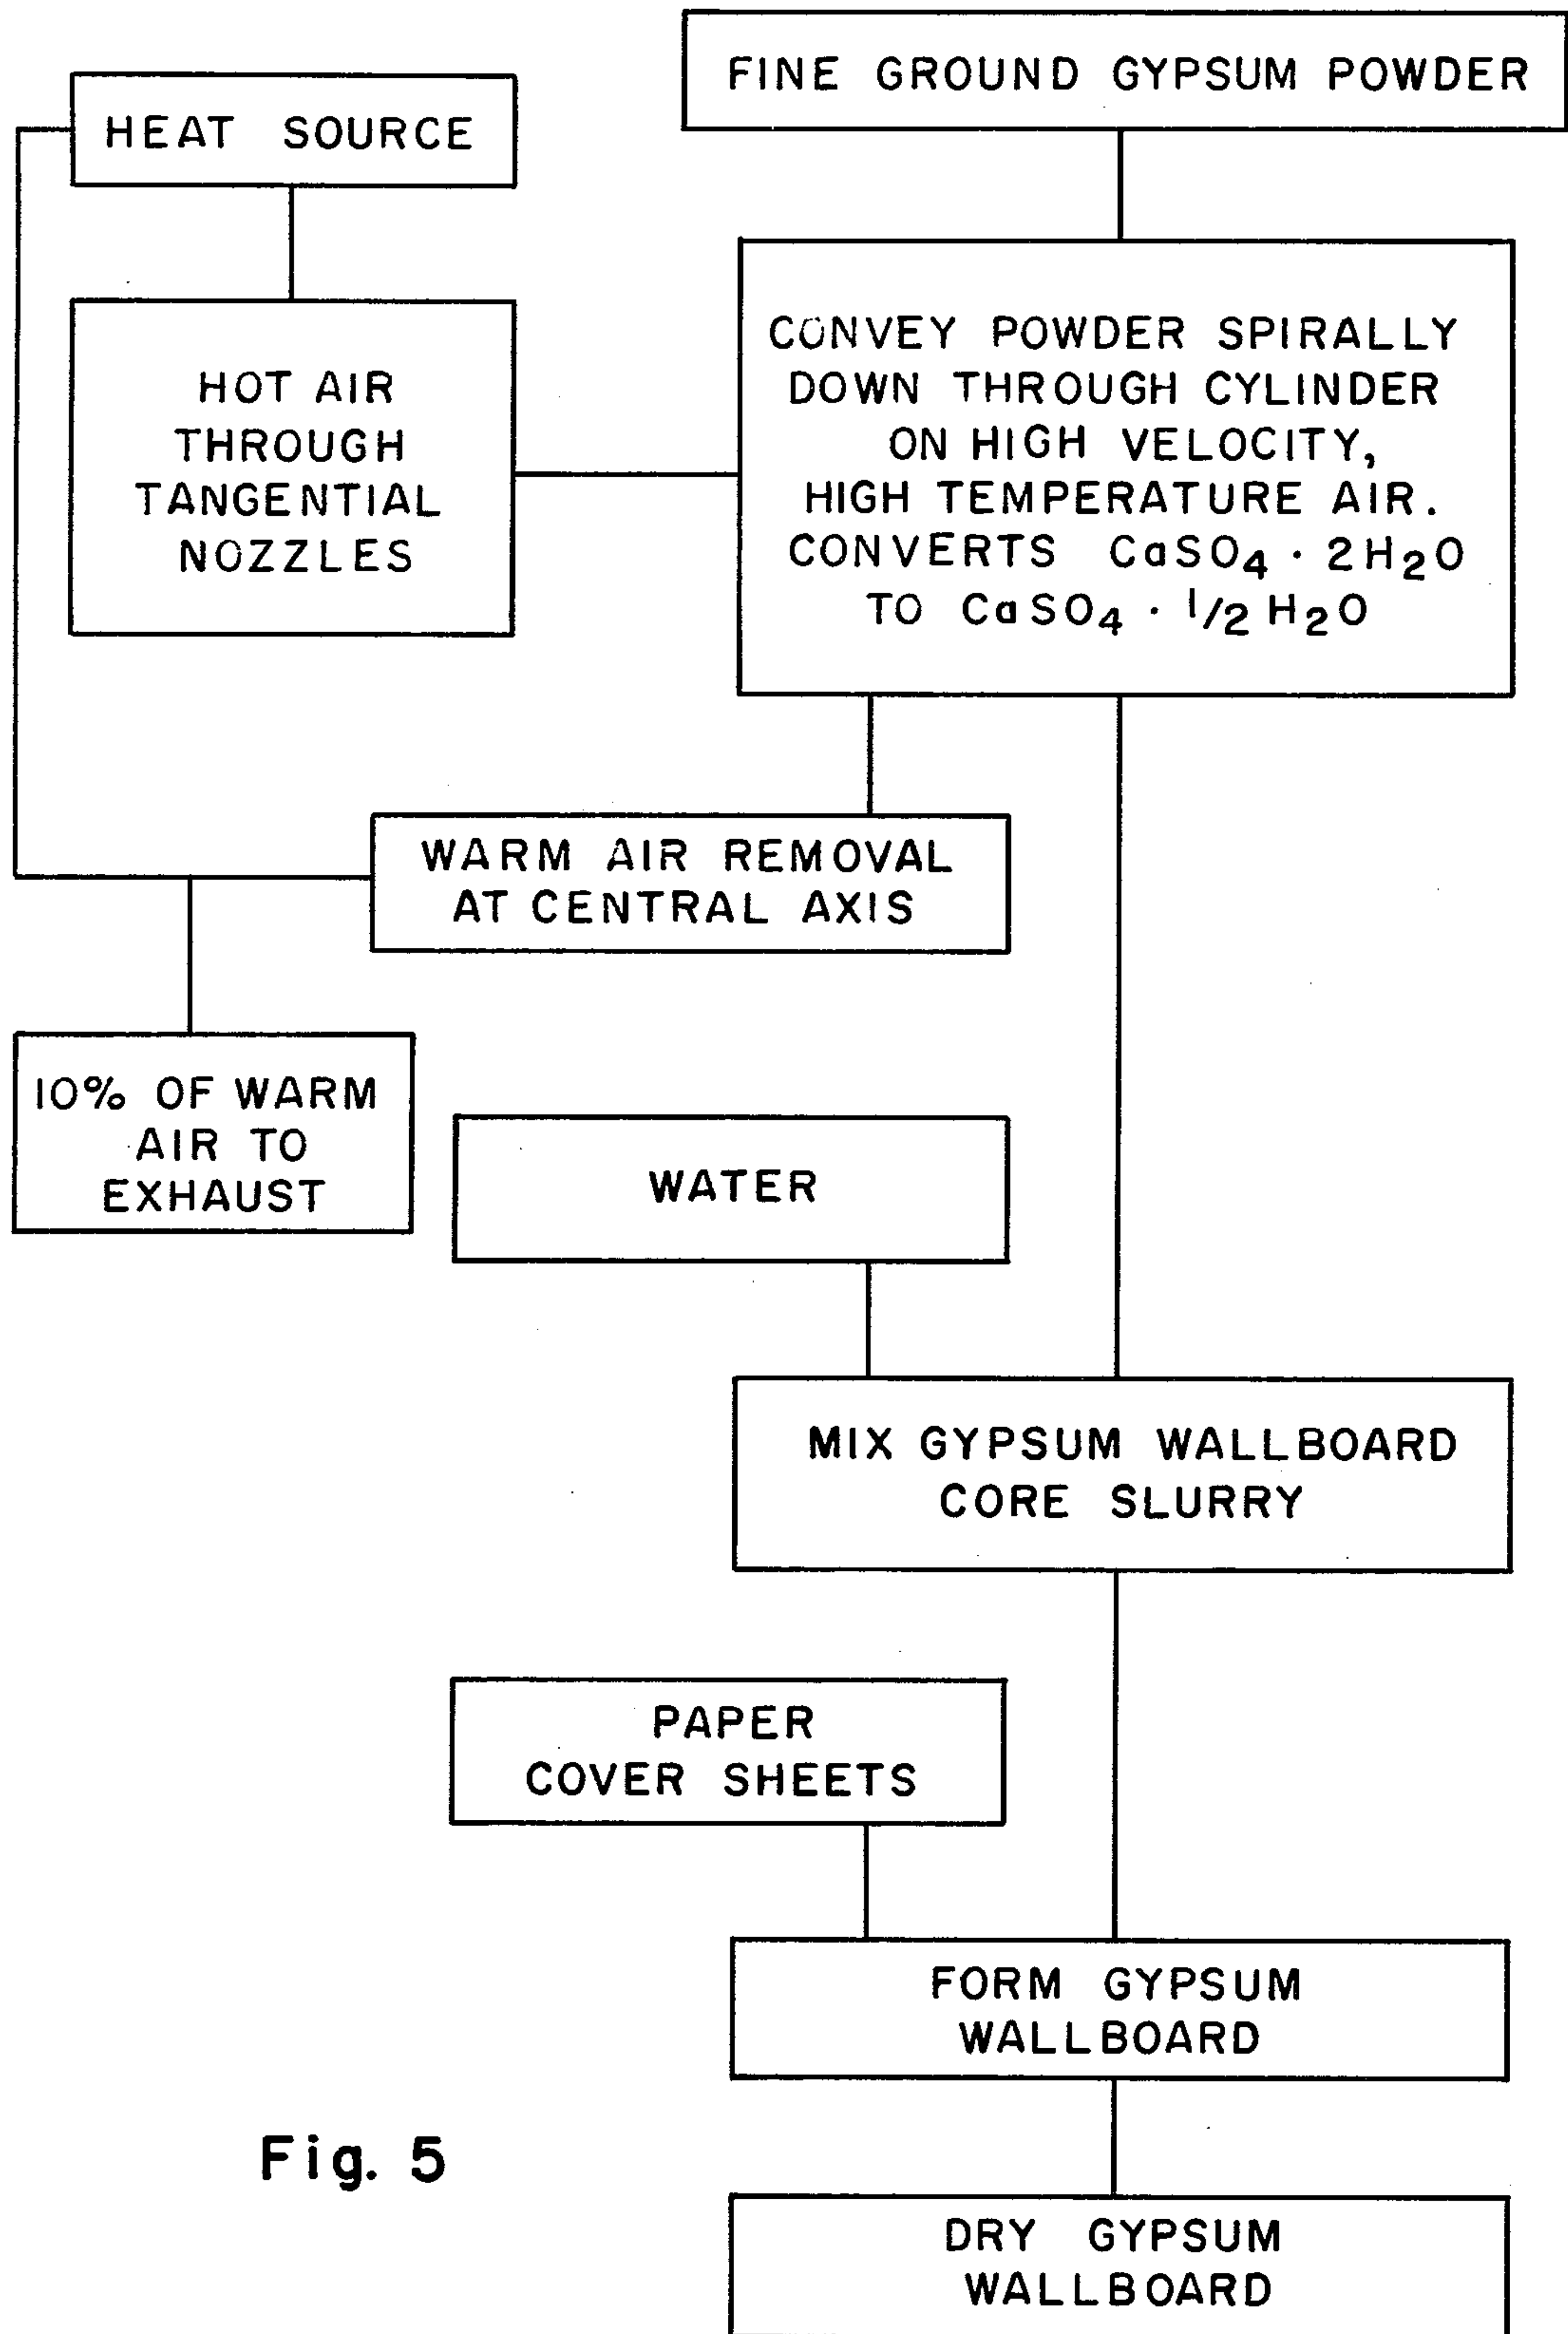 FINE GROUND GYPSUM POWDER
HEAT SOURCE
HOT AIR
THROUGH
TANGENTIAL
NOZZLES
CONVEY POWDER SPIRALLY
DOWN THROUGH CYLINDER
ON HIGH VELOCITY,
HIGH TEMPERATURE AIR.
CONVERTS CaSO4 · 2H2O
TO CaSO4 · 1/2 H2O
WARM AIR REMOVAL
AT CENTRAL AXIS
10% OF WARM
AIR TO
EXHAUST
WATER
MIX GYPSUM WALLBOARD
CORE SLURRY
PAPER
COVER SHEETS
FORM GYPSUM
WALLBOARD
DRY GYPSUM
WALLBOARD
Fig. 5